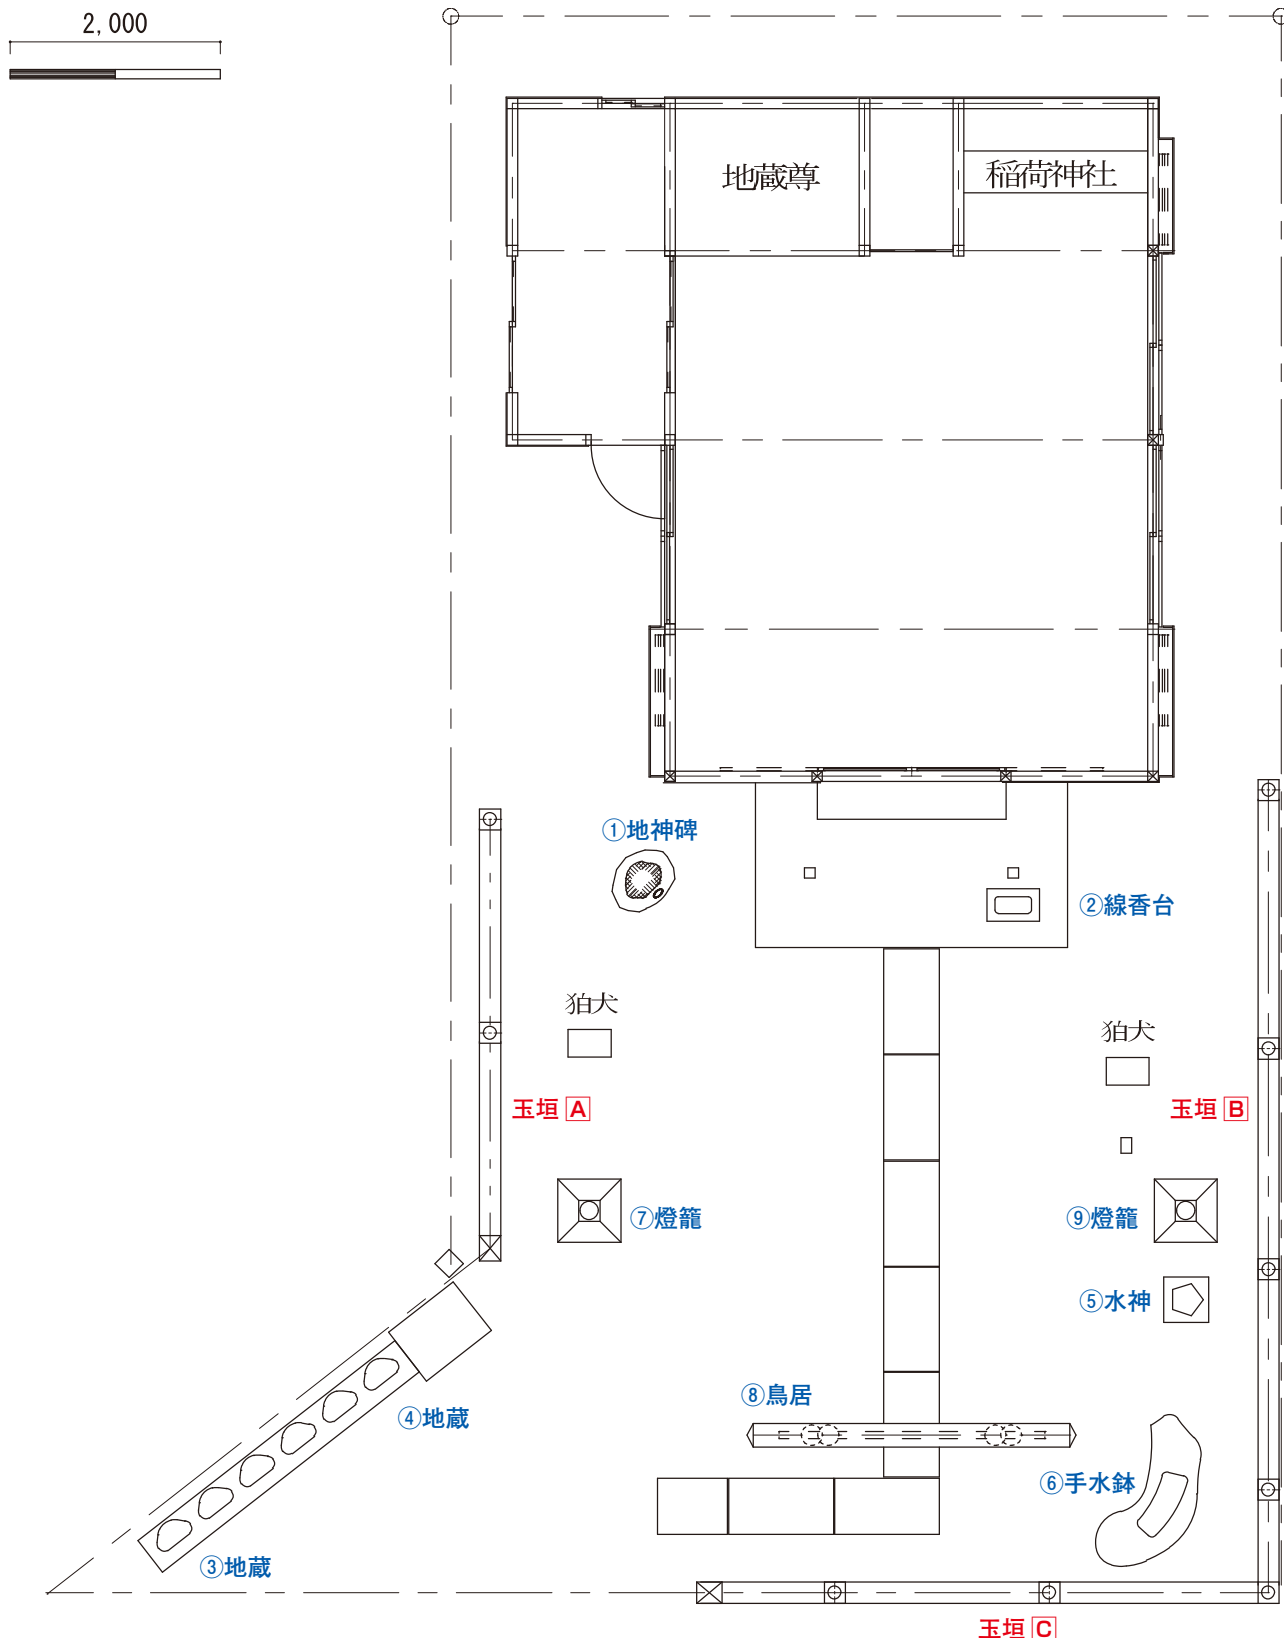 2,000
地蔵尊
稲荷神社
①地神碑
②線香台
狛犬
狛犬
玉垣 A
玉垣 B
⑦燈籠
⑨燈籠
⑤水神
⑧鳥居
④地蔵
⑥手水鉢
③地蔵
玉垣 C